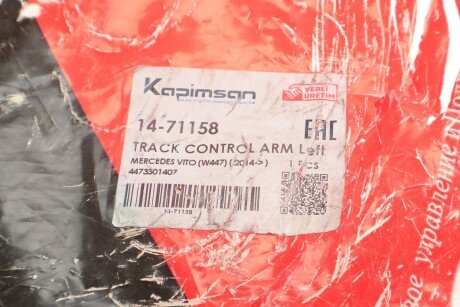 Kapimsan
YERLİ
ÜRETİM
14-71158
EAC
TRACK CONTROL ARM Left
MERCEDES VITO (W447) (2014->)
1 PCS
4473301407
14-71158
управление